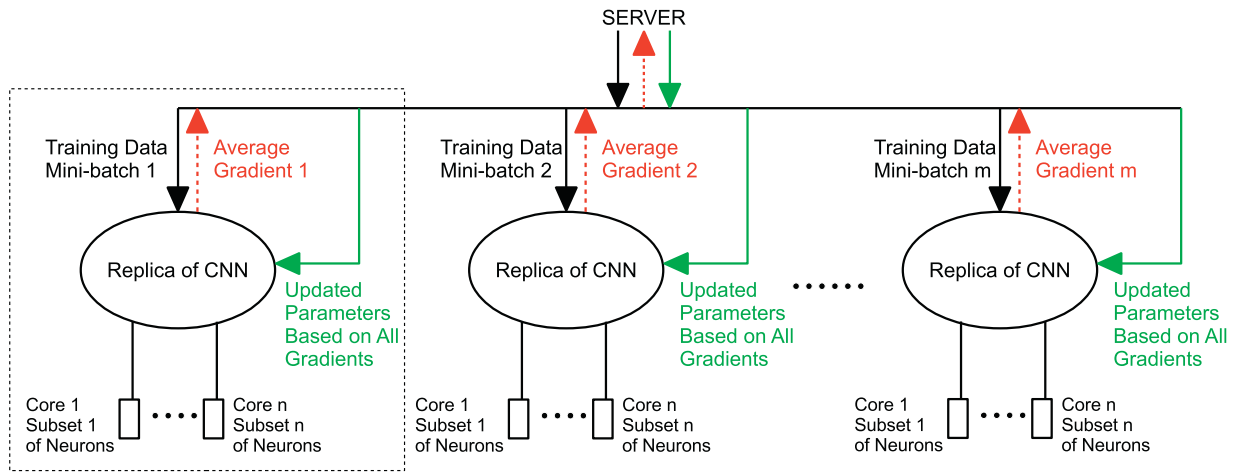 SERVER
Training Data
Mini-batch 1
Average
Gradient 1
Training Data
Mini-batch 2
Average
Gradient 2
Training Data
Mini-batch m
Average
Gradient m
Replica of CNN
Replica of CNN
Replica of CNN
Updated
Parameters
Based on All
Gradients
Updated
Parameters
Based on All
Gradients
Updated
Parameters
Based on All
Gradients
Core 1
Subset 1
of Neurons
Core n
Subset n
of Neurons
Core 1
Subset 1
of Neurons
Core n
Subset n
of Neurons
Core 1
Subset 1
of Neurons
Core n
Subset n
of Neurons